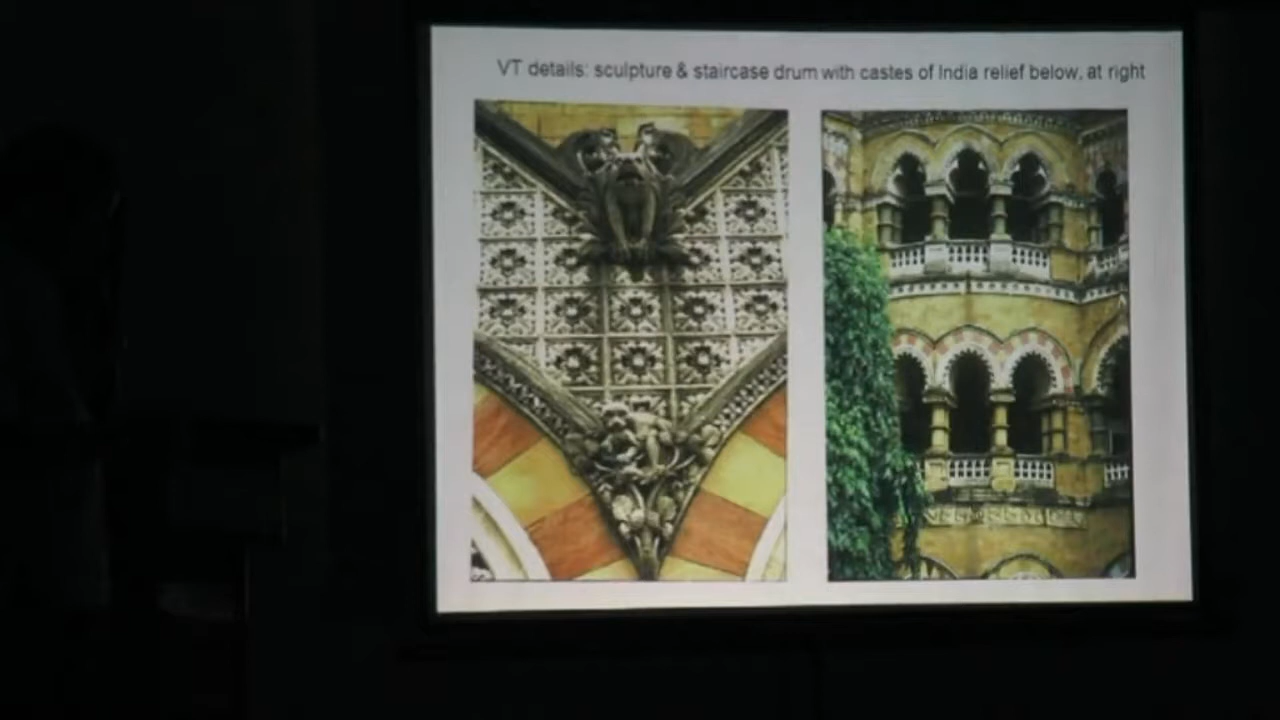 VT details: sculpture & staircase drum with castes of India relief below, at right